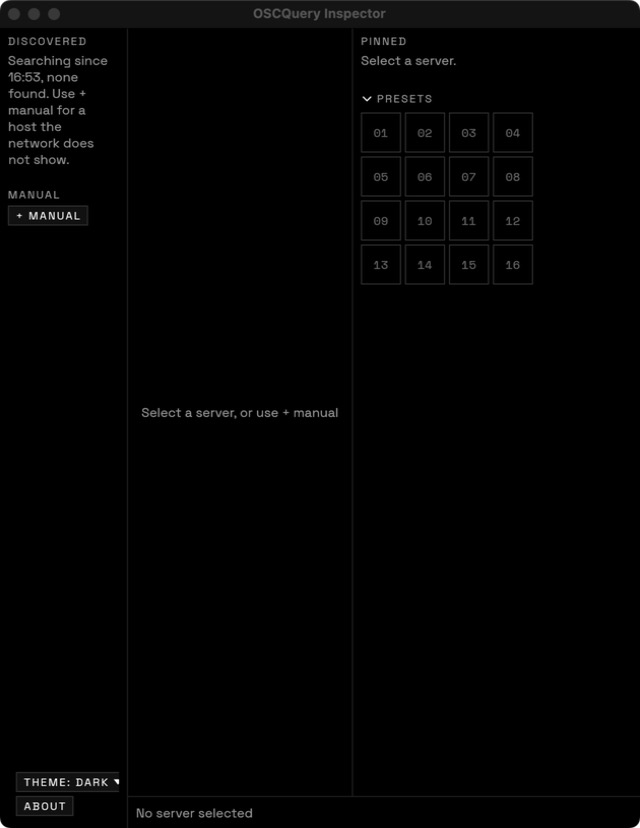 OSCQuery Inspector
DISCOVERED
Searching since
16:53, none
found. Use +
manual for a
host the
network does
not show.
MANUAL
+ MANUAL
THEME: DARK
ABOUT
Select a server, or use + manual
PINNED
Select a server.
PRESETS
01 02 03 04
05 06 07 08
09 10 11 12
13 14 15 16
No server selected